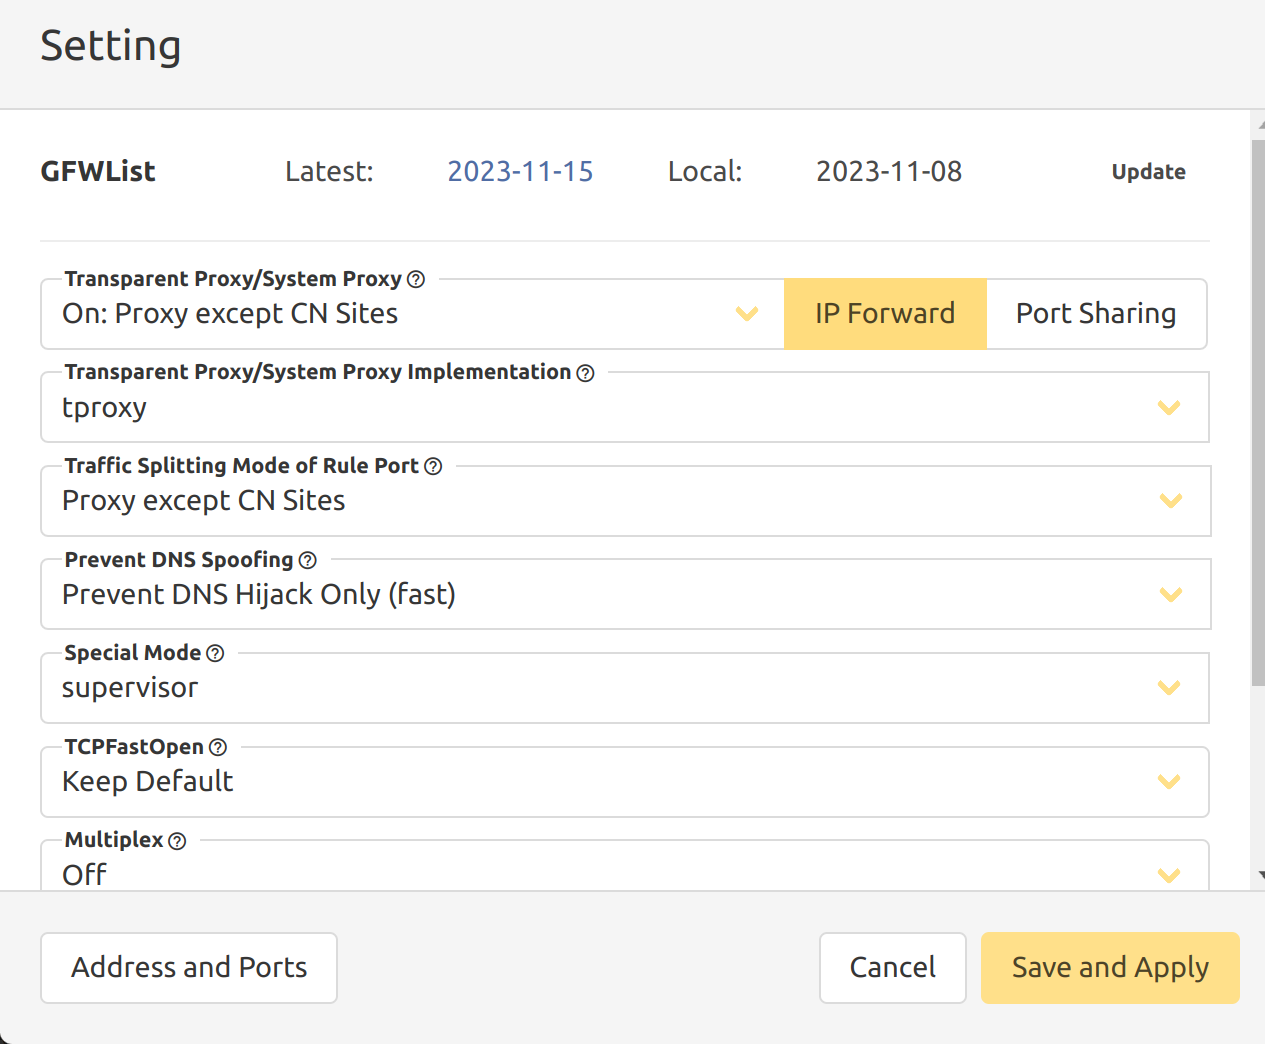 Setting
GFWList Latest: 2023-11-15 Local: 2023-11-08 Update
Transparent Proxy/System Proxy
On: Proxy except CN Sites IP Forward Port Sharing
Transparent Proxy/System Proxy Implementation
tproxy
Traffic Splitting Mode of Rule Port
Proxy except CN Sites
Prevent DNS Spoofing
Prevent DNS Hijack Only (fast)
Special Mode
supervisor
TCPFastOpen
Keep Default
Multiplex
Off
Address and Ports Cancel Save and Apply